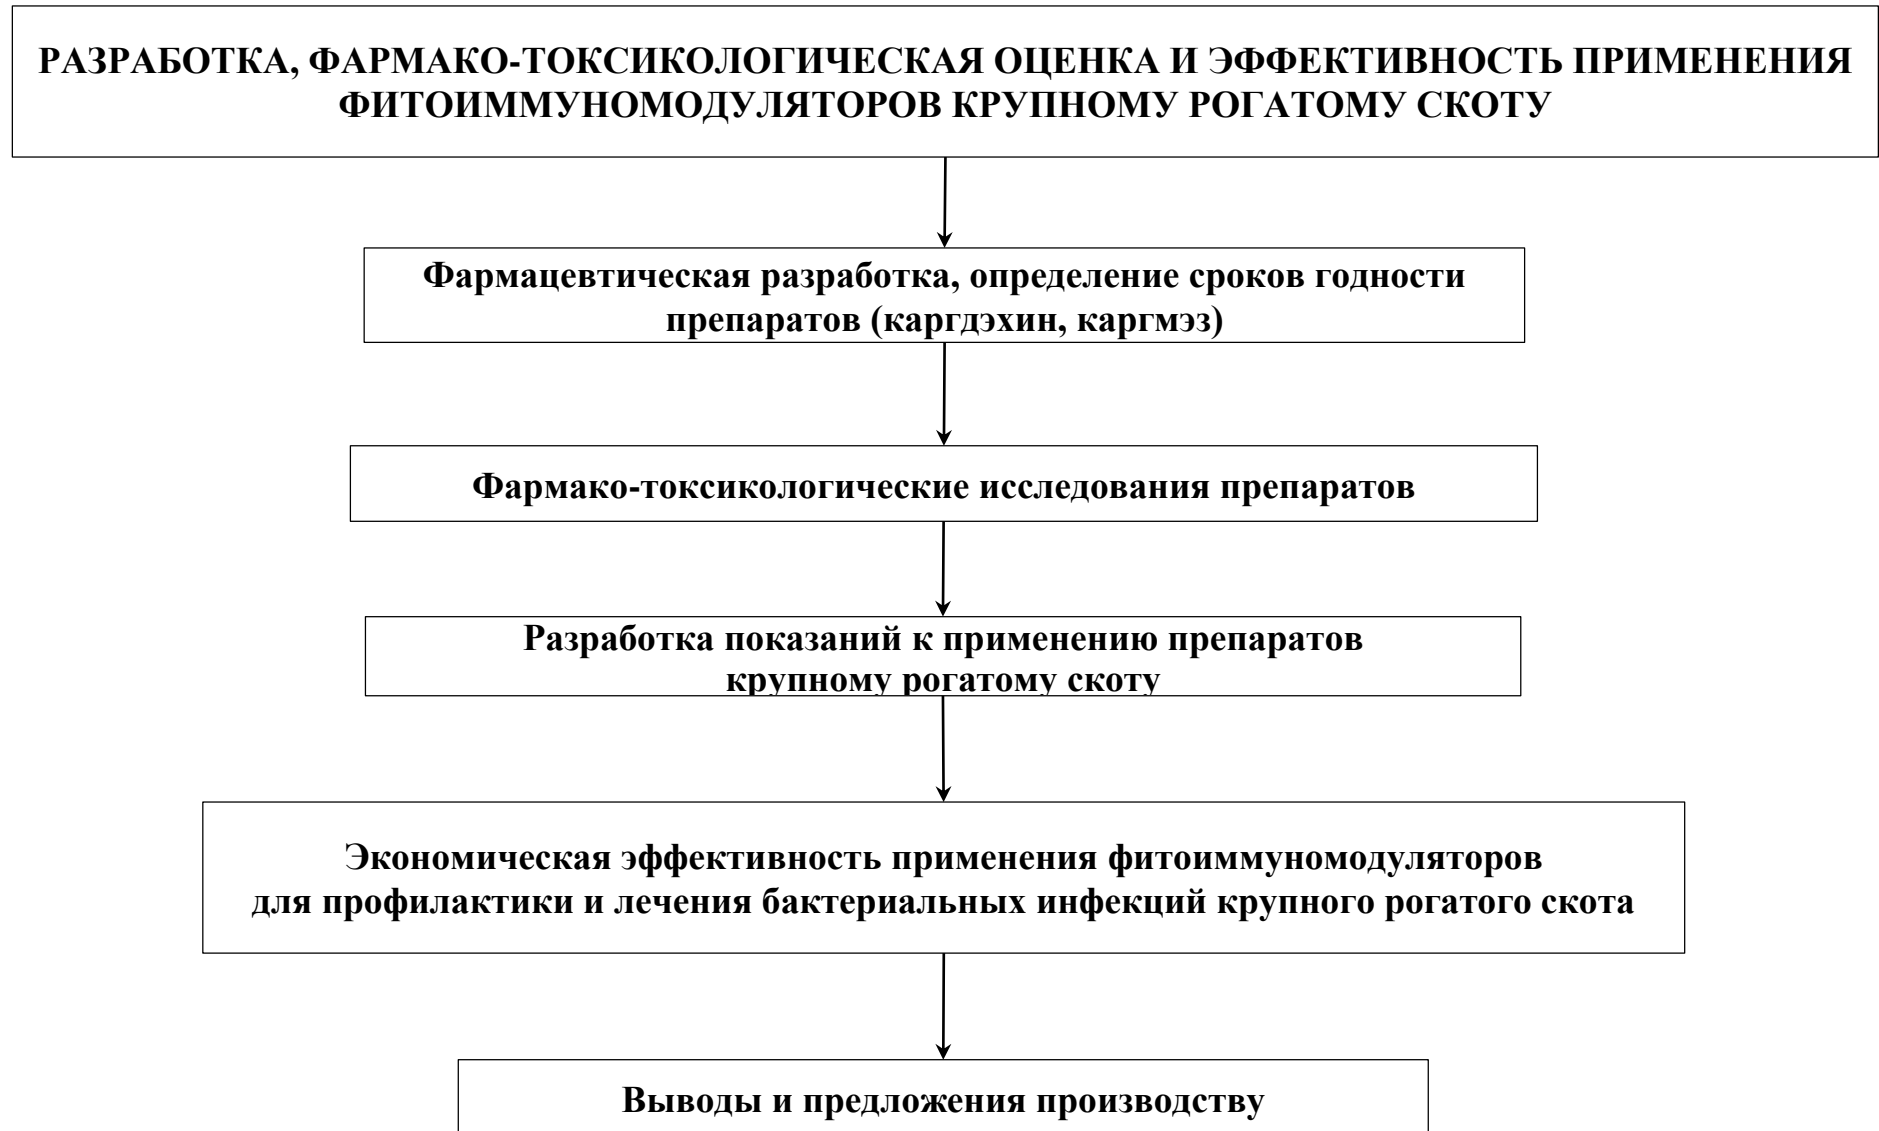 РАЗРАБОТКА, ФАРМАКО-ТОКСИКОЛОГИЧЕСКАЯ ОЦЕНКА И ЭФФЕКТИВНОСТЬ ПРИМЕНЕНИЯ
ФИТОИММУНОМОДУЛЯТОРОВ КРУПНОМУ РОГАТОМУ СКОТУ
Фармацевтическая разработка, определение сроков годности
препаратов (каргдэхин, каргмэз)
Фармако-токсикологические исследования препаратов
Разработка показаний к применению препаратов
крупному рогатому скоту
Экономическая эффективность применения фитоиммуномодуляторов
для профилактики и лечения бактериальных инфекций крупного рогатого скота
Выводы и предложения производству